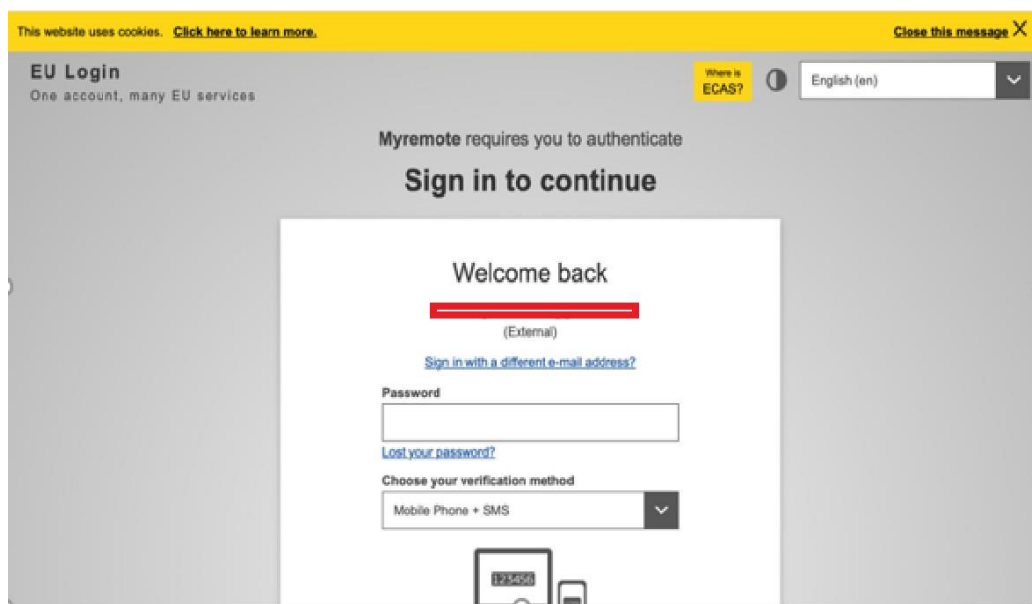 This website uses cookies. Click here to learn more. Close this message X
EU Login
One account, many EU services
Where is
ECAS?
English (en)
Myremote requires you to authenticate
Sign in to continue
Welcome back
(External)
Sign in with a different e-mail address?
Password
Lost your password?
Choose your verification method
Mobile Phone + SMS
123456